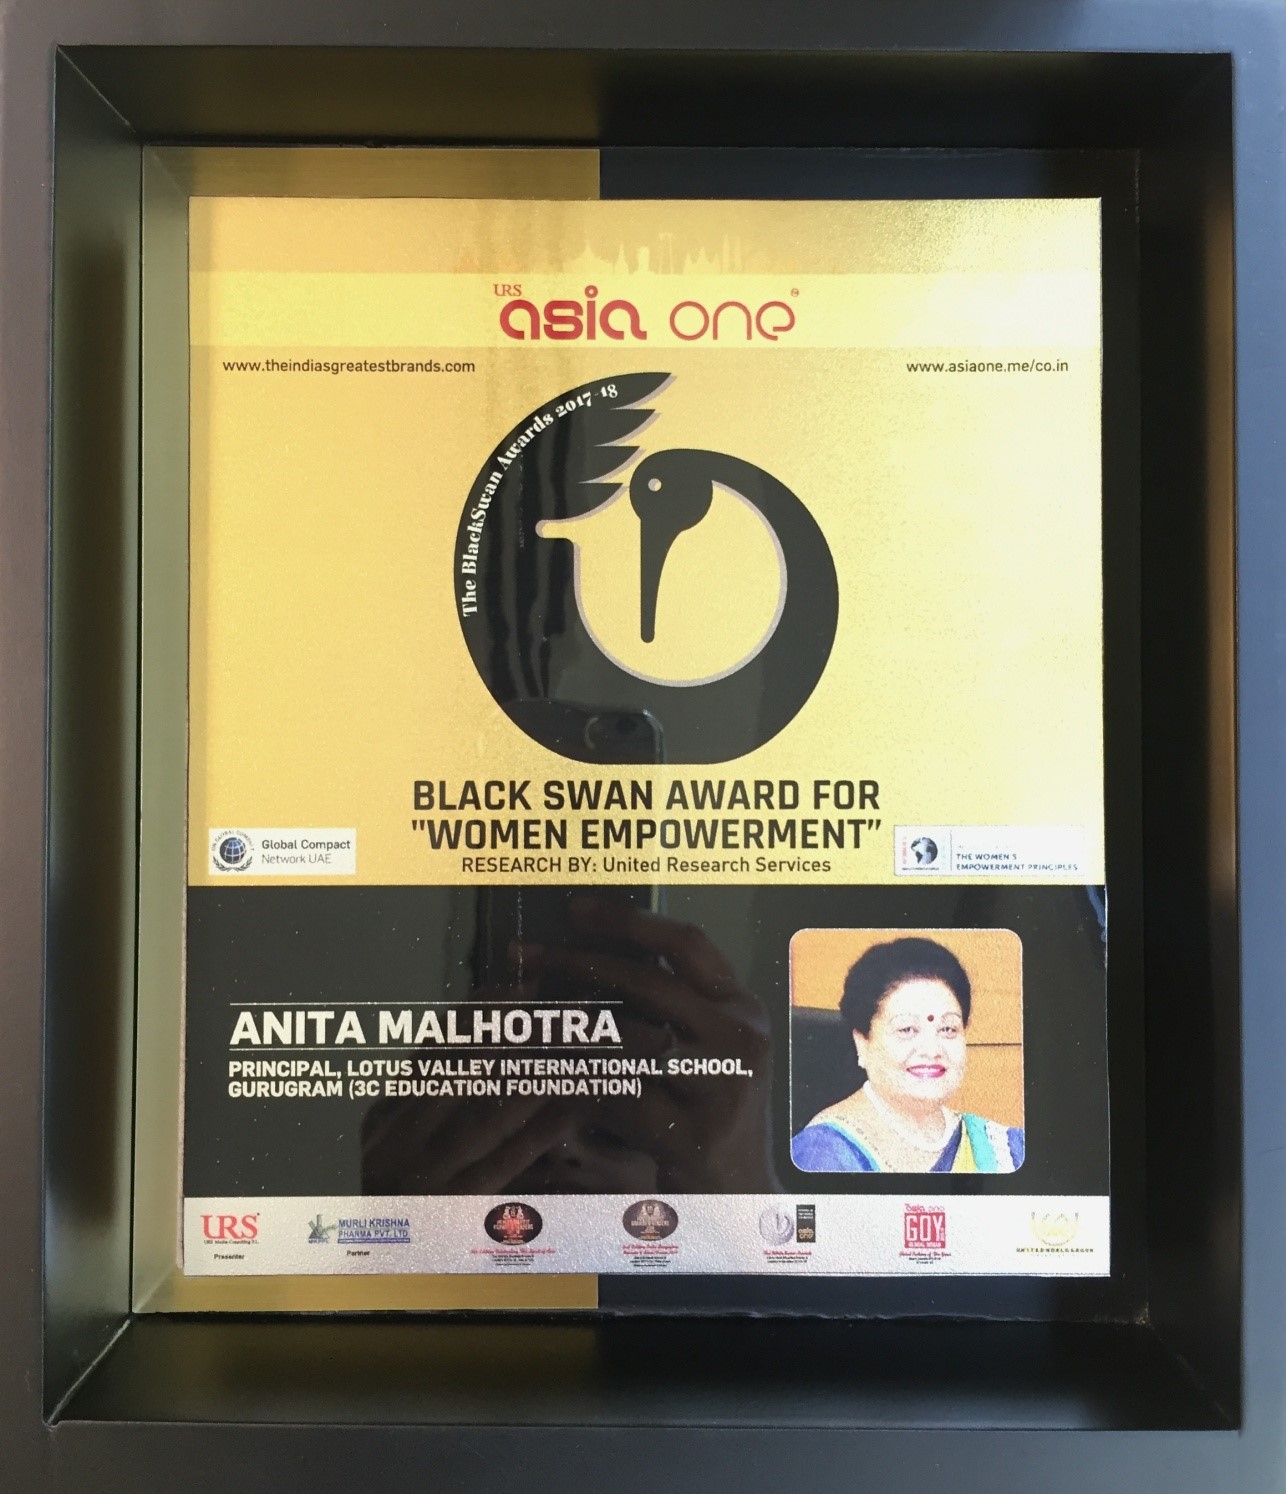 URS
asia one
www.theindiasgreatestbrands.com
www.asiaone.me/co.in
The BlackSwan Awards 2017-18
BLACK SWAN AWARD FOR
"WOMEN EMPOWERMENT"
RESEARCH BY: United Research Services
Global Compact
Network UAE
THE WOMEN'S
EMPOWERMENT PRINCIPLES
ANITA MALHOTRA
PRINCIPAL, LOTUS VALLEY INTERNATIONAL SCHOOL,
GURUGRAM (3C EDUCATION FOUNDATION)
URS
Presenter
MURLI KRISHNA
PHARMA PVT. LTD
Partner
asia one
GOY
UNITED WORLD GROUP